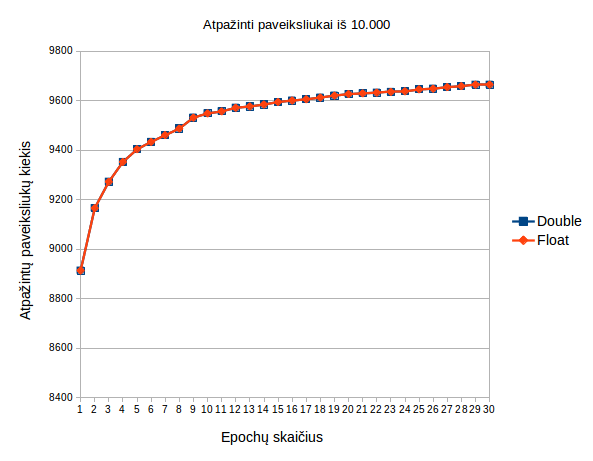 Atpažinti paveiksliukai iš 10.000
9800
9600
9400
9200
9000
8800
8600
8400
1 2 3 4 5 6 7 8 9 10 11 12 13 14 15 16 17 18 19 20 21 22 23 24 25 26 27 28 29 30
Atpažintų paveiksliukų kiekis
Epochų skaičius
Double
Float